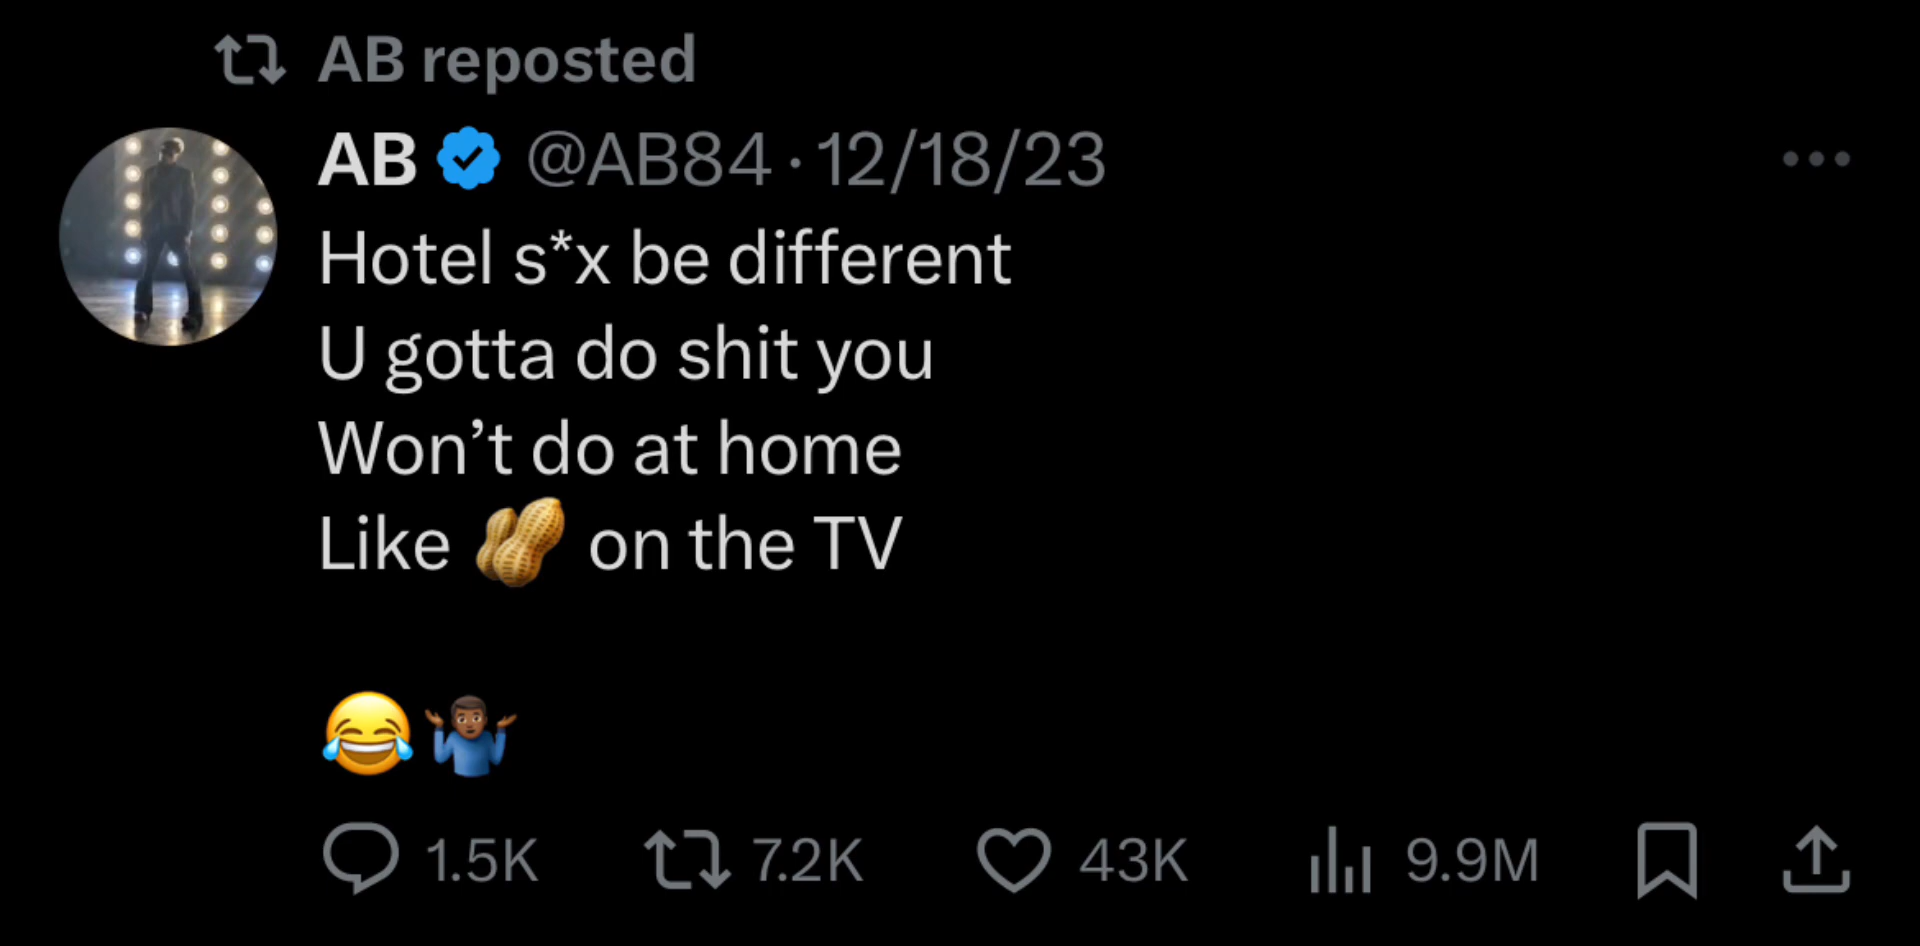 AB reposted
AB @AB84 · 12/18/23
Hotel s*x be different
U gotta do shit you
Won’t do at home
Like 🥜 on the TV
😂🤷🏾‍♂️
1.5K 7.2K 43K 9.9M